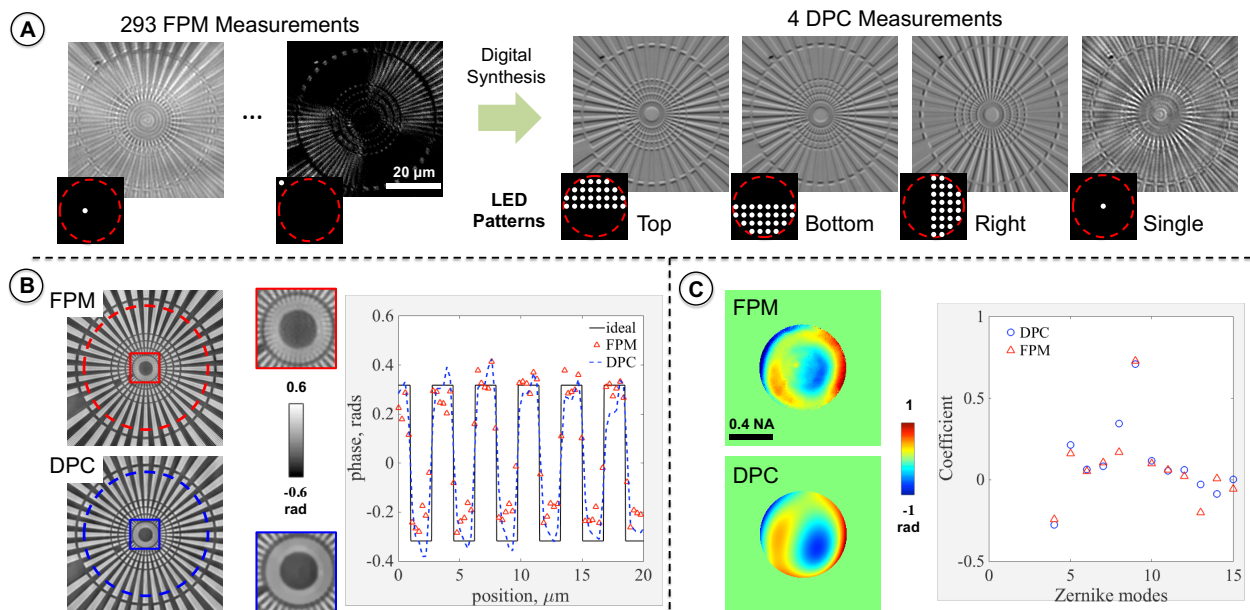 A
293 FPM Measurements
4 DPC Measurements
Digital
Synthesis
...
20 µm
LED
Patterns
Top
Bottom
Right
Single
B
FPM
DPC
0.6
-0.6
rad
phase, rads
0.6
0.4
0.2
0
-0.2
-0.4
0
5
10
15
20
position, µm
ideal
FPM
DPC
C
FPM
0.4 NA
DPC
1
-1
rad
Coefficient
1
0.5
0
-0.5
0
5
10
15
Zernike modes
DPC
FPM